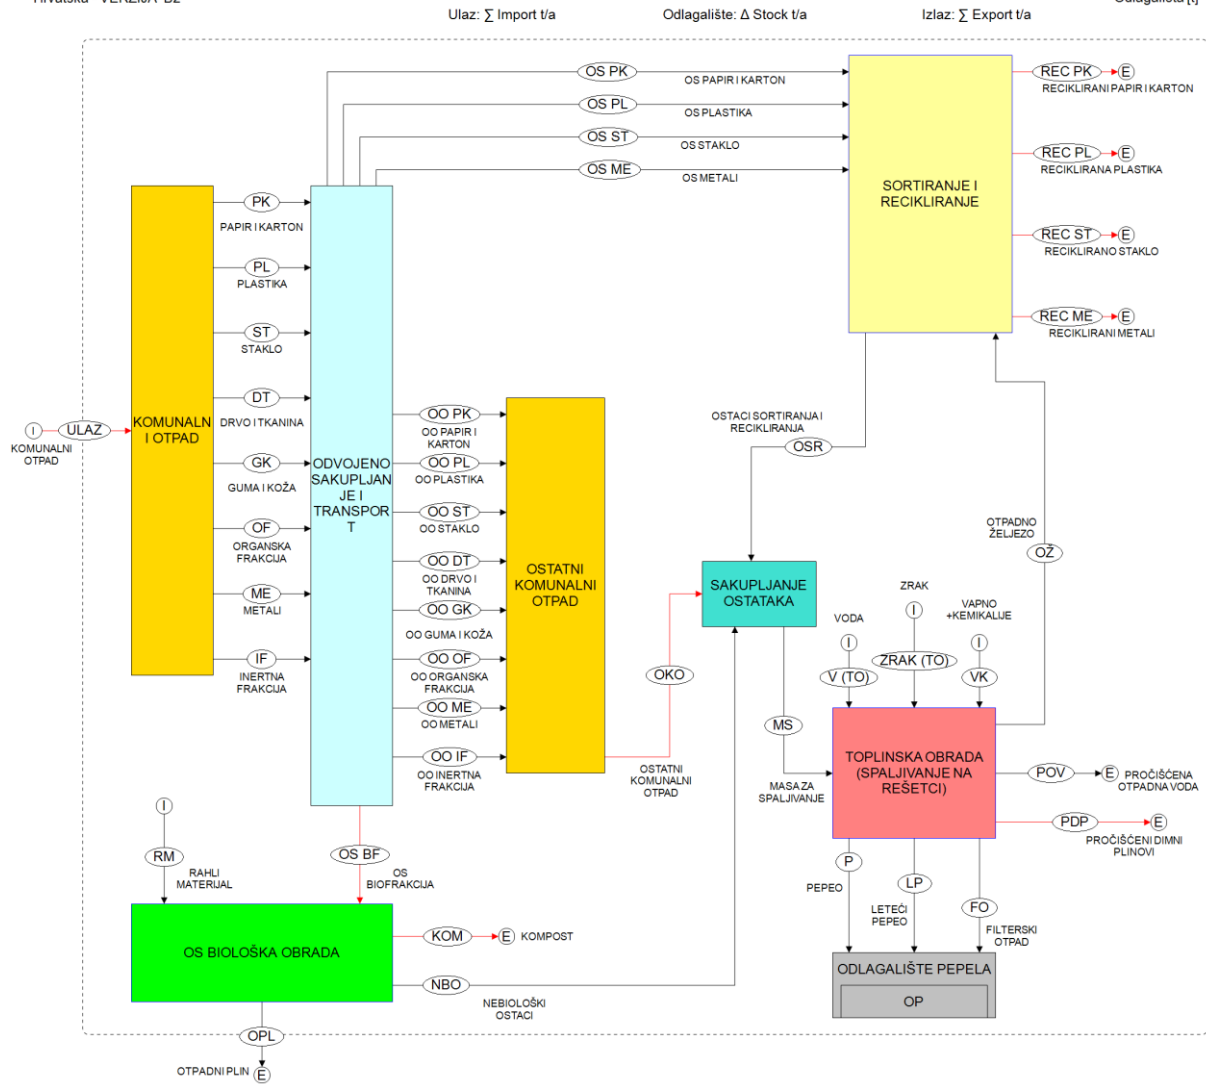 Hrvatska - VERZIJA B2
Ulaz: ∑ Import t/a
Odlagalište: Δ Stock t/a
Izlaz: ∑ Export t/a
Odlagališta [t]
OS PK
OS PAPIR I KARTON
OS PL
OS PLASTIKA
OS ST
OS STAKLO
OS ME
OS METALI
SORTIRANJE I
RECIKLIRANJE
REC PK
E
RECIKLIRANI PAPIR I KARTON
REC PL
E
RECIKLIRANA PLASTIKA
REC ST
E
RECIKLIRANO STAKLO
REC ME
E
RECIKLIRANI METALI
I
ULAZ
KOMUNALNI
OTPAD
KOMUNALN
I OTPAD
PK
PAPIR I KARTON
PL
PLASTIKA
ST
STAKLO
DT
DRVO I TKANINA
GK
GUMA I KOŽA
OF
ORGANSKA
FRAKCIJA
ME
METALI
IF
INERTNA
FRAKCIJA
ODVOJENO
SAKUPLJAN
JE I
TRANSPOR
T
OO PK
OO PAPIR I
KARTON
OO PL
OO PLASTIKA
OO ST
OO STAKLO
OO DT
OO DRVO I
TKANINA
OO GK
OO GUMA I KOŽA
OO OF
OO ORGANSKA
FRAKCIJA
OO ME
OO METALI
OO IF
OO INERTNA
FRAKCIJA
OSTATNI
KOMUNALNI
OTPAD
OSTACI SORTIRANJA I
RECIKLIRANJA
OSR
SAKUPLJANJE
OSTATAKA
OKO
OSTATNI
KOMUNALNI
OTPAD
MS
MASA ZA
SPALJIVANJE
OTPADNO
ŽELJEZO
OŽ
VODA
I
V (TO)
ZRAK
I
ZRAK (TO)
VAPNO
+KEMIKALIJE
I
VK
TOPLINSKA OBRADA
(SPALJIVANJE NA
REŠETCI)
POV
E
PROČIŠĆENA
OTPADNA VODA
PDP
E
PROČIŠĆENI DIMNI
PLINOVI
P
PEPEO
LP
LETEĆI
PEPEO
FO
FILTERSKI
OTPAD
ODLAGALIŠTE PEPELA
OP
I
RM
RAHLI
MATERIJAL
OS BF
OS
BIOFRAKCIJA
OS BIOLOŠKA OBRADA
KOM
E
KOMPOST
NBO
NEBIOLOŠKI
OSTACI
OPL
OTPADNI PLIN
E